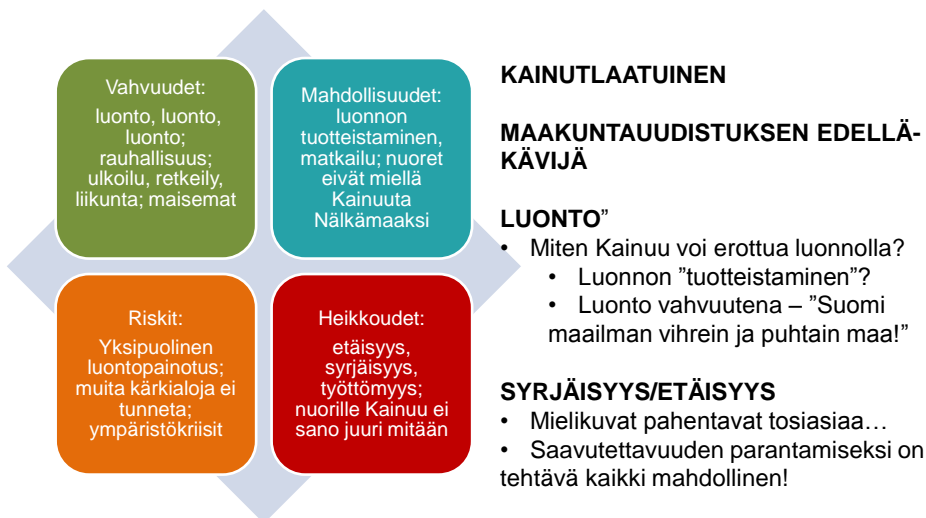 Vahvuudet:
luonto, luonto,
luonto;
rauhallisuus;
ulkoilu, retkeily,
liikunta; maisemat
Mahdollisuudet:
luonnon
tuotteistaminen,
matkailu; nuoret
eivät miellä
Kainuuta
Nälkämaaksi
Riskit:
Yksipuolinen
luontopainotus;
muita kärkialoja ei
tunneta;
ympäristökriisit
Heikkoudet:
etäisyys,
syrjäisyys,
työttömyys;
nuorille Kainuu ei
sano juuri mitään
KAINUTLAATUINEN
MAAKUNTAUUDISTUKSEN EDELLÄ-
KÄVIJÄ
LUONTO”
• Miten Kainuu voi erottua luonnolla?
• Luonnon ”tuotteistaminen”?
• Luonto vahvuutena – ”Suomi
maailman vihrein ja puhtain maa!”
SYRJÄISYYS/ETÄISYYS
• Mielikuvat pahentavat tosiasiaa…
• Saavutettavuuden parantamiseksi on
tehtävä kaikki mahdollinen!